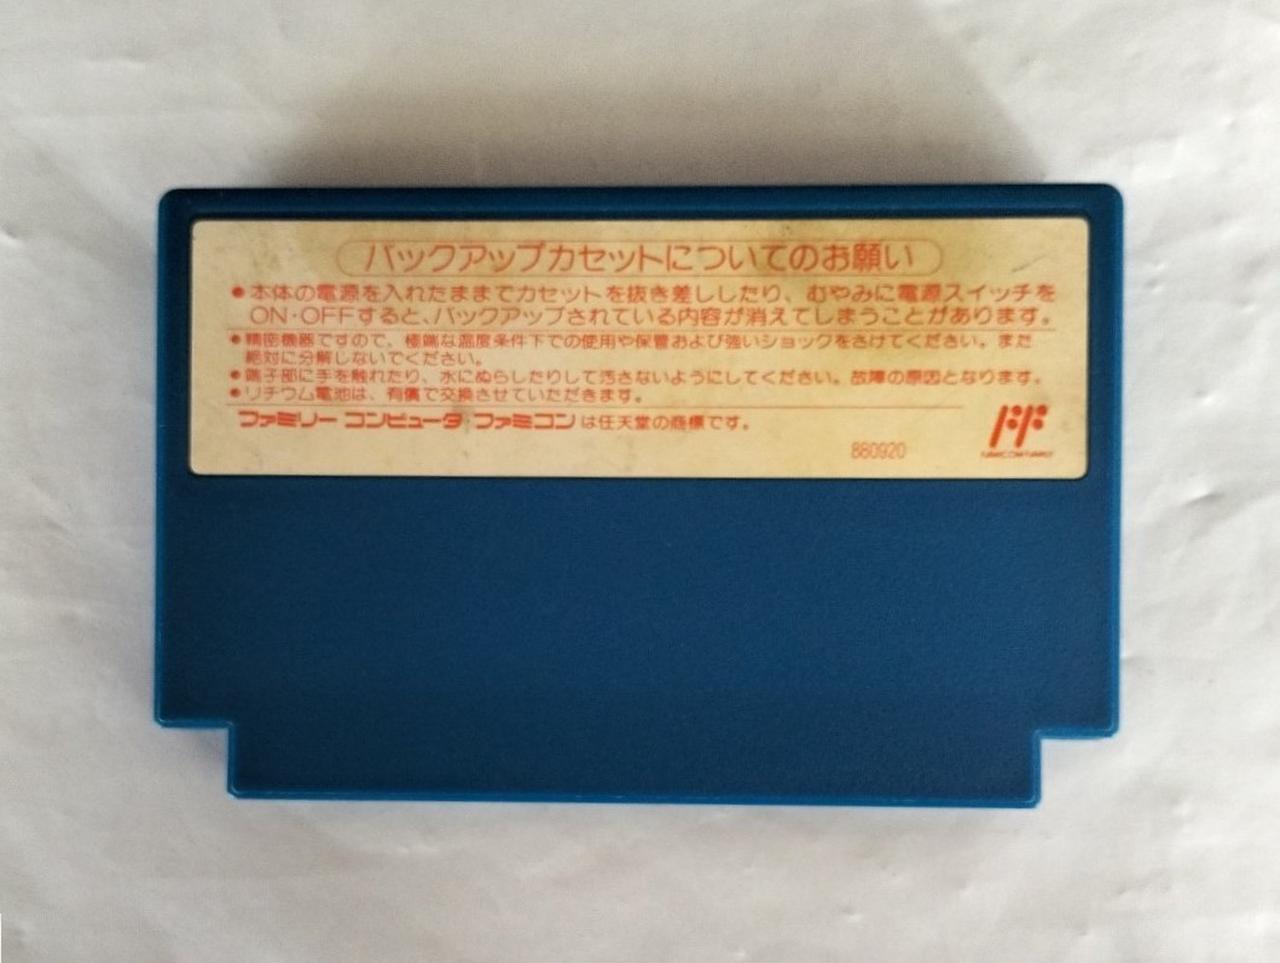 バックアップカセットについてのお願い
●本体の電源を入れたままでカセットを抜き差ししたり、むやみに電源スイッチを
ON・OFFすると、バックアップされている内容が消えてしまうことがあります。
●精密機器ですので、極端な温度条件下での使用や保管および強いショックをさけてください。また
絶対に分解しないでください。
●端子部に手を触れたり、水にぬらしたりして汚さないようにしてください。故障の原因となります。
●リチウム電池は、有償で交換させていただきます。
ファミリーコンピュータ・ファミコンは任天堂の商標です。
880920
FAMICOM FAMILY